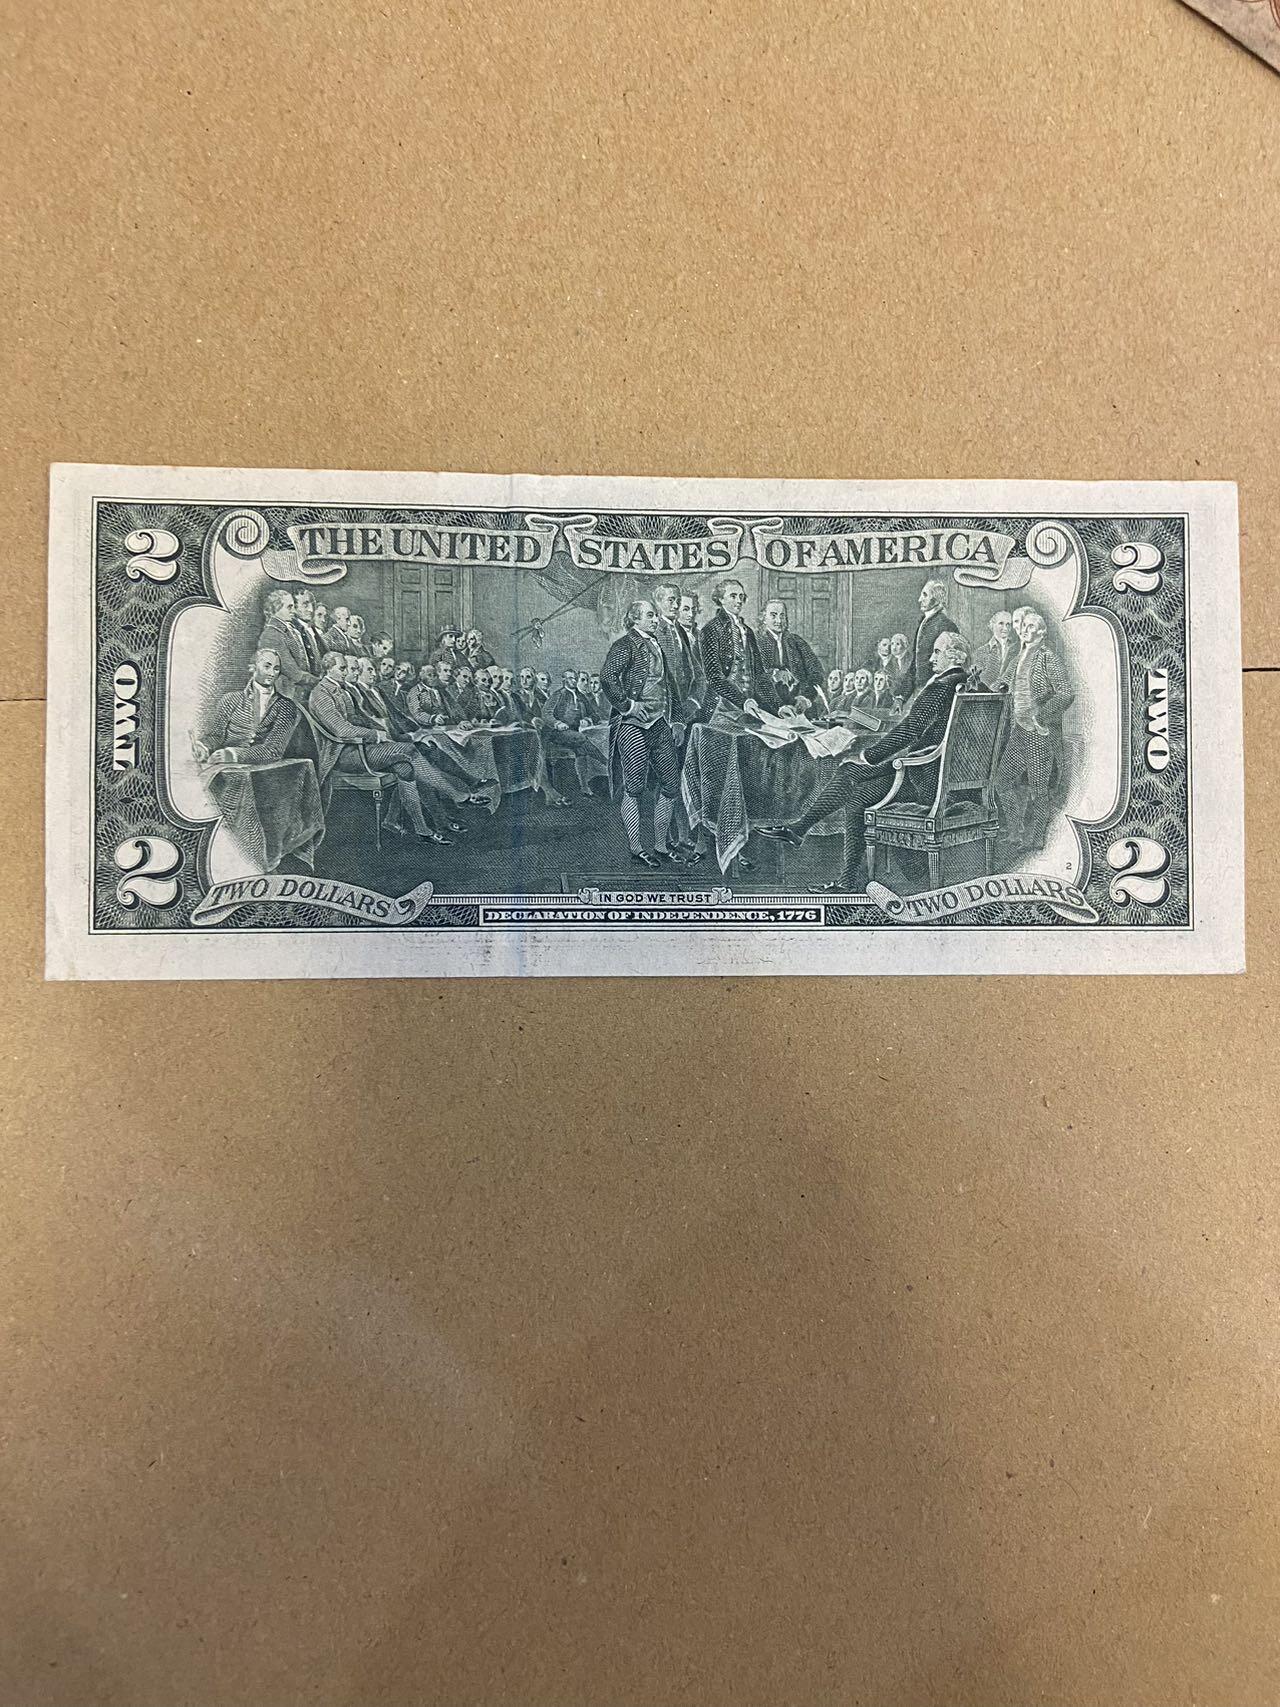 THE UNITED STATES OF AMERICA
2
2
TWO
TWO
2
2
2
TWO DOLLARS
IN GOD WE TRUST
TWO DOLLARS
DECLARATION OF INDEPENDENCE, 1776